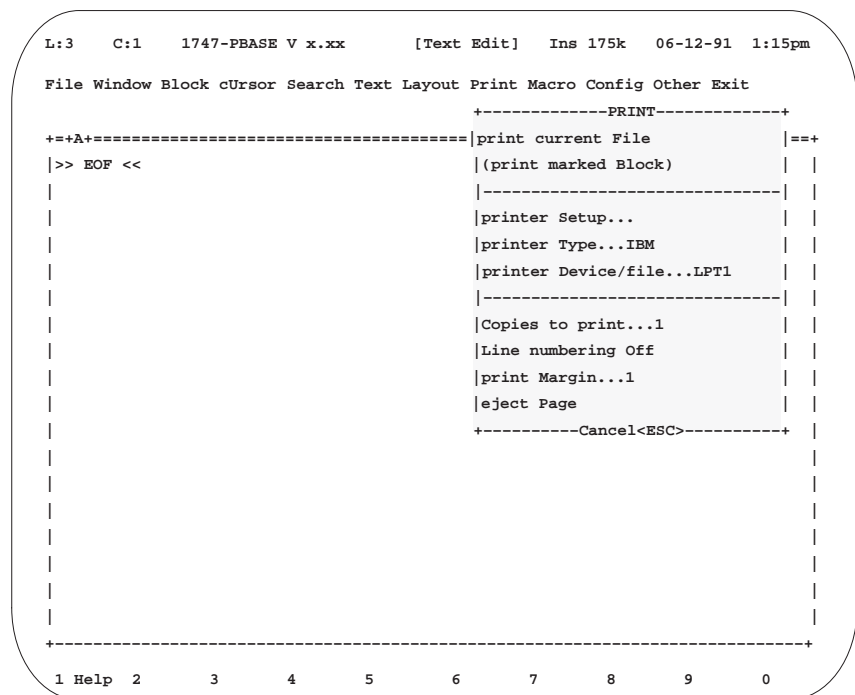 L:3 C:1 1747-PBASE V x.xx [Text Edit] Ins 175k 06-12-91 1:15pm
File Window Block cUrsor Search Text Layout Print Macro Config Other Exit
+-------------PRINT-------------+
+=+A+=======================================|print current File |==+
|>> EOF << |(print marked Block) | |
| |-------------------------------| |
| |printer Setup... | |
| |printer Type...IBM | |
| |printer Device/file...LPT1 | |
| |-------------------------------| |
| |Copies to print...1 | |
| |Line numbering Off | |
| |print Margin...1 | |
| |eject Page | |
| +----------Cancel<ESC>----------+ |
| |
| |
| |
| |
| |
| |
| |
+------------------------------------------------------------------------------+
1 Help 2 3 4 5 6 7 8 9 0